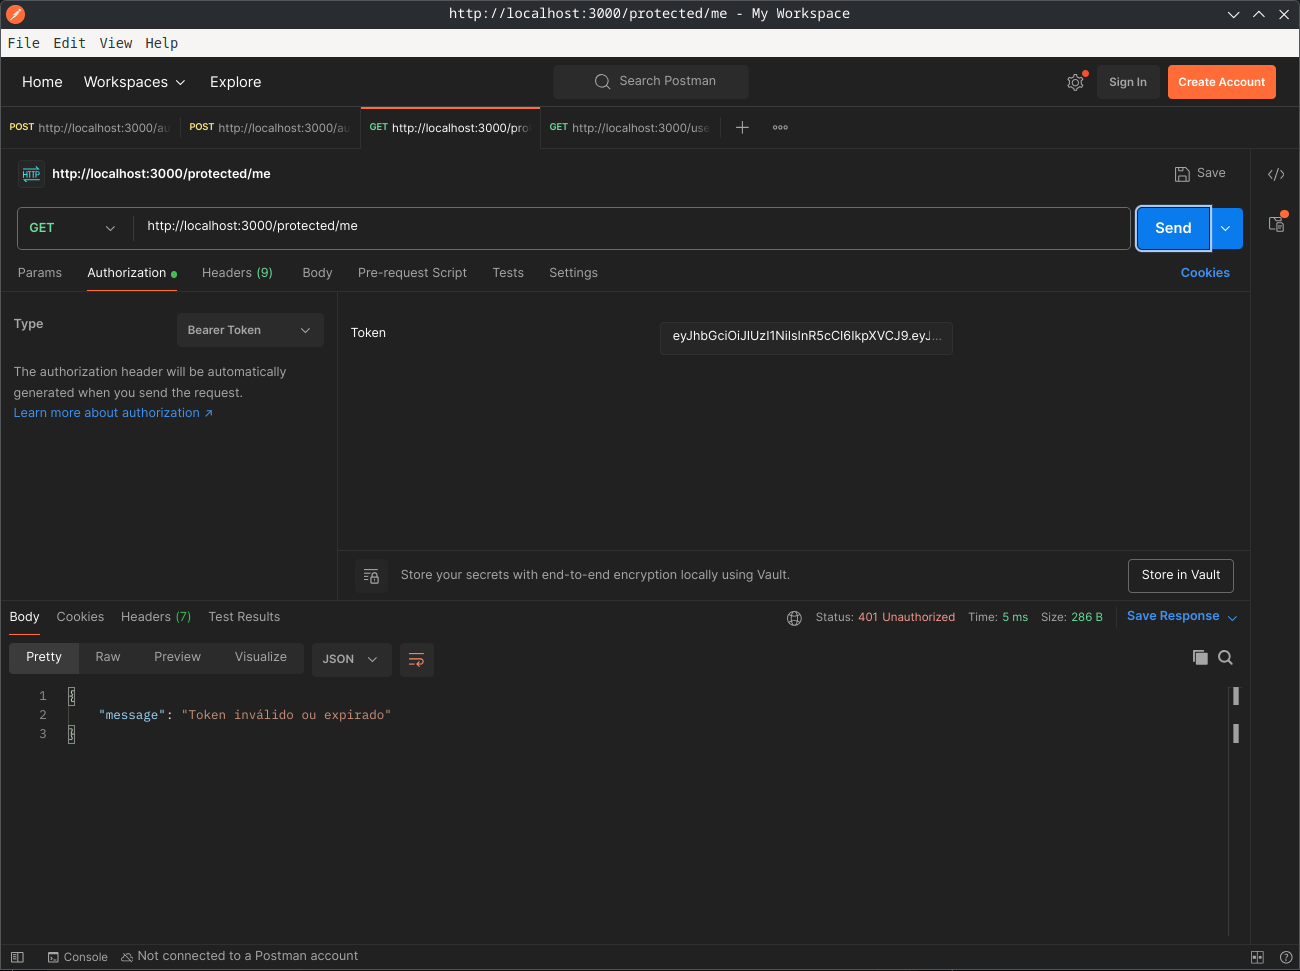 http://localhost:3000/protected/me - My Workspace
File Edit View Help
Home Workspaces Explore Search Postman Sign In Create Account
POST http://localhost:3000/au POST http://localhost:3000/au GET http://localhost:3000/pro GET http://localhost:3000/use
HTTP http://localhost:3000/protected/me Save
GET http://localhost:3000/protected/me Send
Params Authorization Headers (9) Body Pre-request Script Tests Settings Cookies
Type Bearer Token
Token eyJhbGciOiJIUzI1NiIsInR5cCI6IkpXVCJ9.eyJ...
The authorization header will be automatically
generated when you send the request.
Learn more about authorization ↗
Store your secrets with end-to-end encryption locally using Vault. Store in Vault
Body Cookies Headers (7) Test Results Status: 401 Unauthorized Time: 5 ms Size: 286 B Save Response
Pretty Raw Preview Visualize JSON
1 {
2 "message": "Token inválido ou expirado"
3 }
Console Not connected to a Postman account